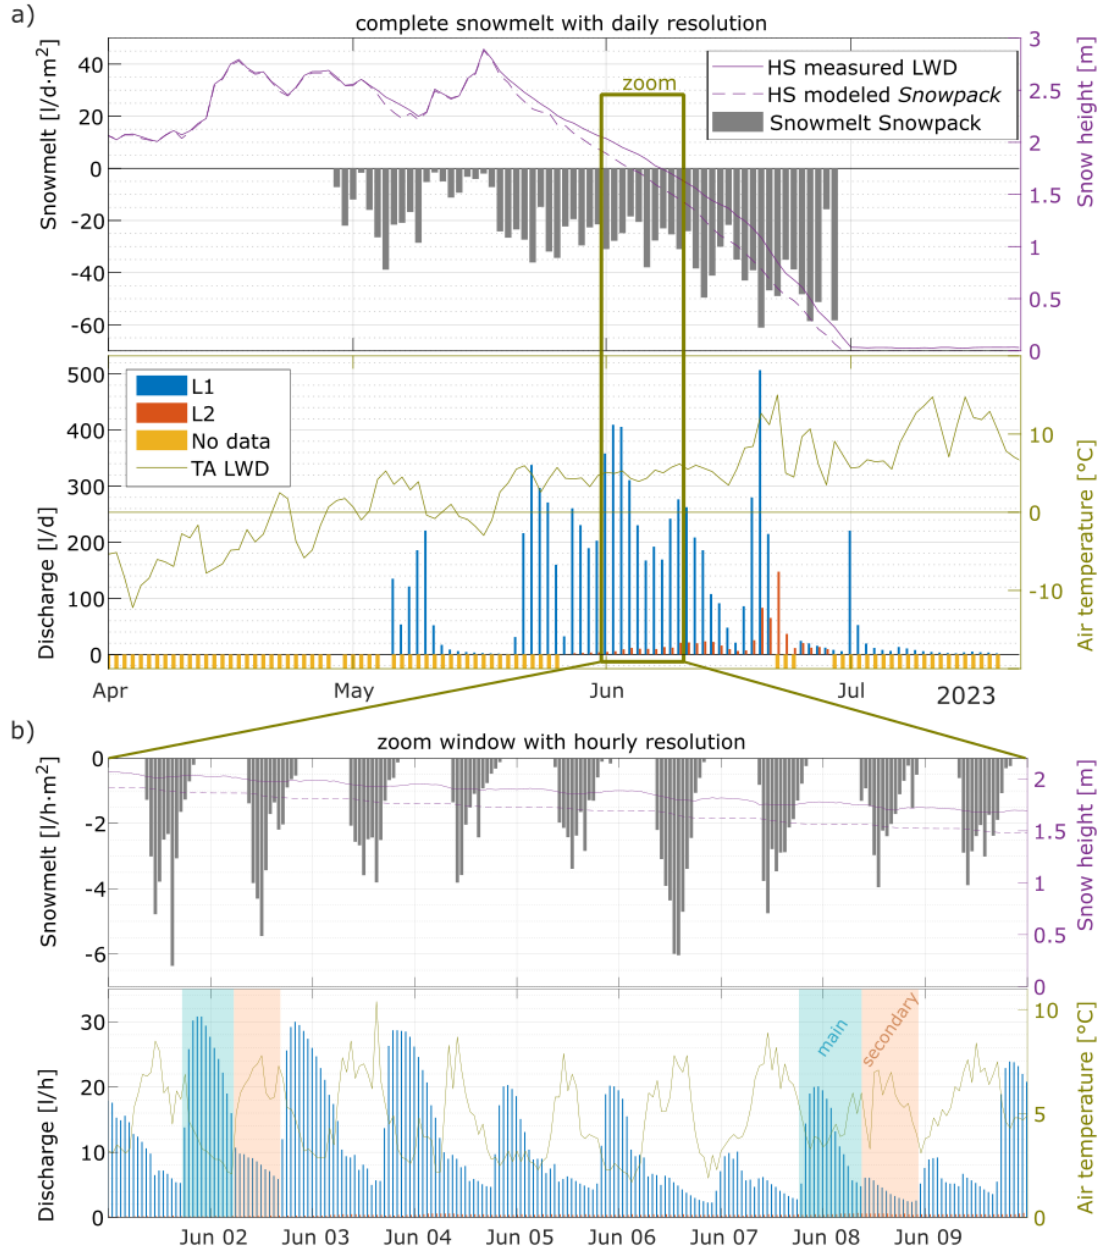 a)
complete snowmelt with daily resolution
Snowmelt [l/d·m²]
40
20
0
-20
-40
-60
zoom
HS measured LWD
HS modeled Snowpack
Snowmelt Snowpack
3
2.5
2
1.5
1
0.5
0
Snow height [m]
Discharge [l/d]
500
400
300
200
100
0
L1
L2
No data
TA LWD
10
0
-10
Air temperature [°C]
Apr
May
Jun
Jul
2023
b)
zoom window with hourly resolution
Snowmelt [l/h·m²]
0
-2
-4
-6
2
1.5
1
0.5
0
Snow height [m]
Discharge [l/h]
30
20
10
0
main
secondary
10
5
0
Air temperature [°C]
Jun 02
Jun 03
Jun 04
Jun 05
Jun 06
Jun 07
Jun 08
Jun 09